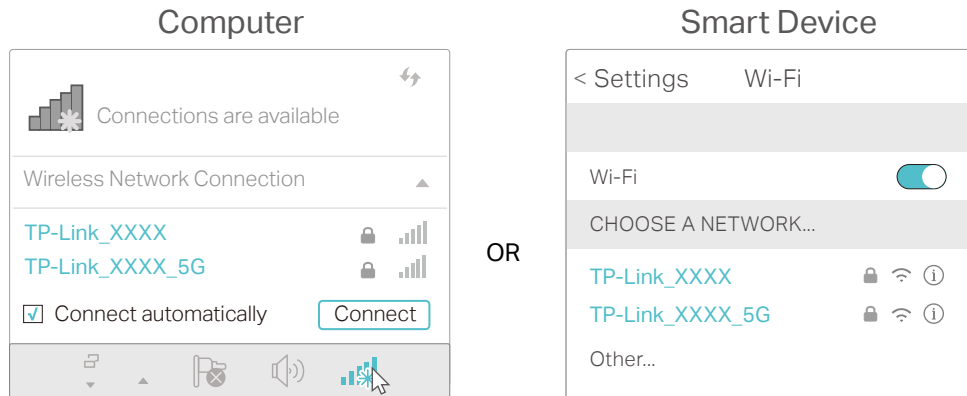 Computer
Connections are available
Wireless Network Connection
TP-Link_XXXX
TP-Link_XXXX_5G
Connect automatically
Connect
OR
Smart Device
< Settings Wi-Fi
Wi-Fi
CHOOSE A NETWORK...
TP-Link_XXXX
TP-Link_XXXX_5G
Other...